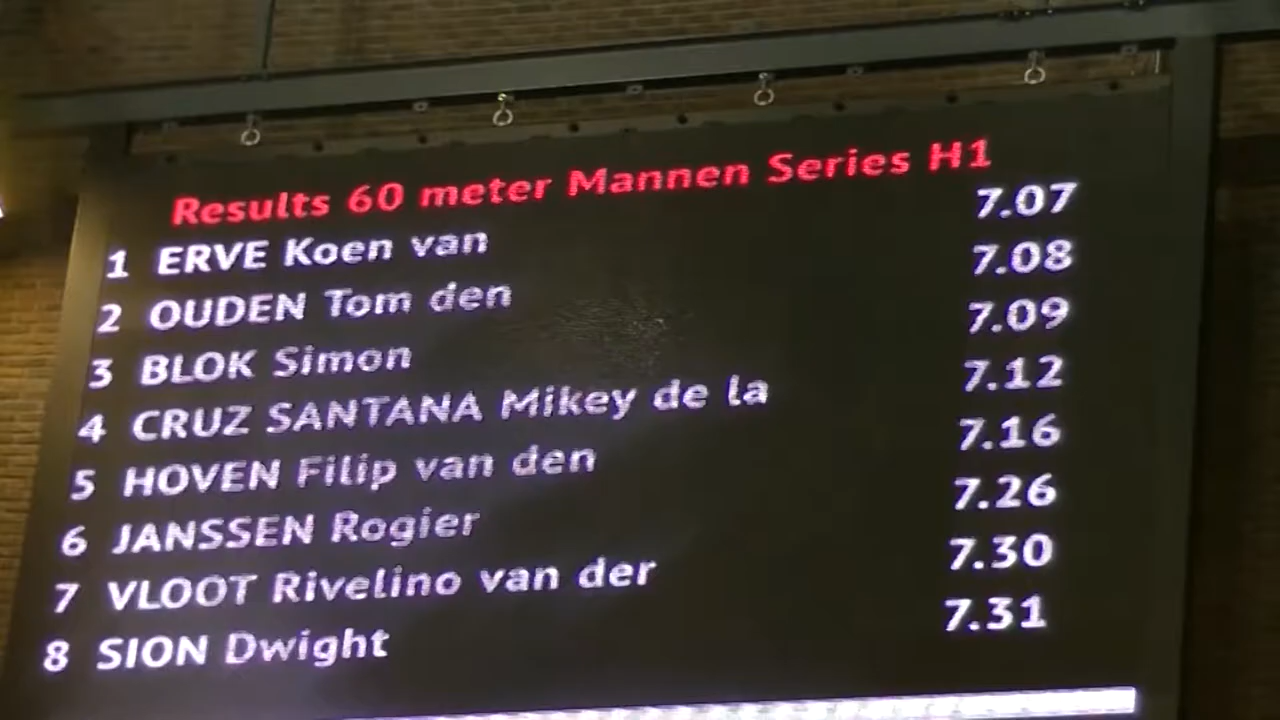 Results 60 meter Mannen Series H1
1 ERVE Koen van 7.07
2 OUDEN Tom den 7.08
3 BLOK Simon 7.09
4 CRUZ SANTANA Mikey de la 7.12
5 HOVEN Filip van den 7.16
6 JANSSEN Rogier 7.26
7 VLOOT Rivelino van der 7.30
8 SION Dwight 7.31